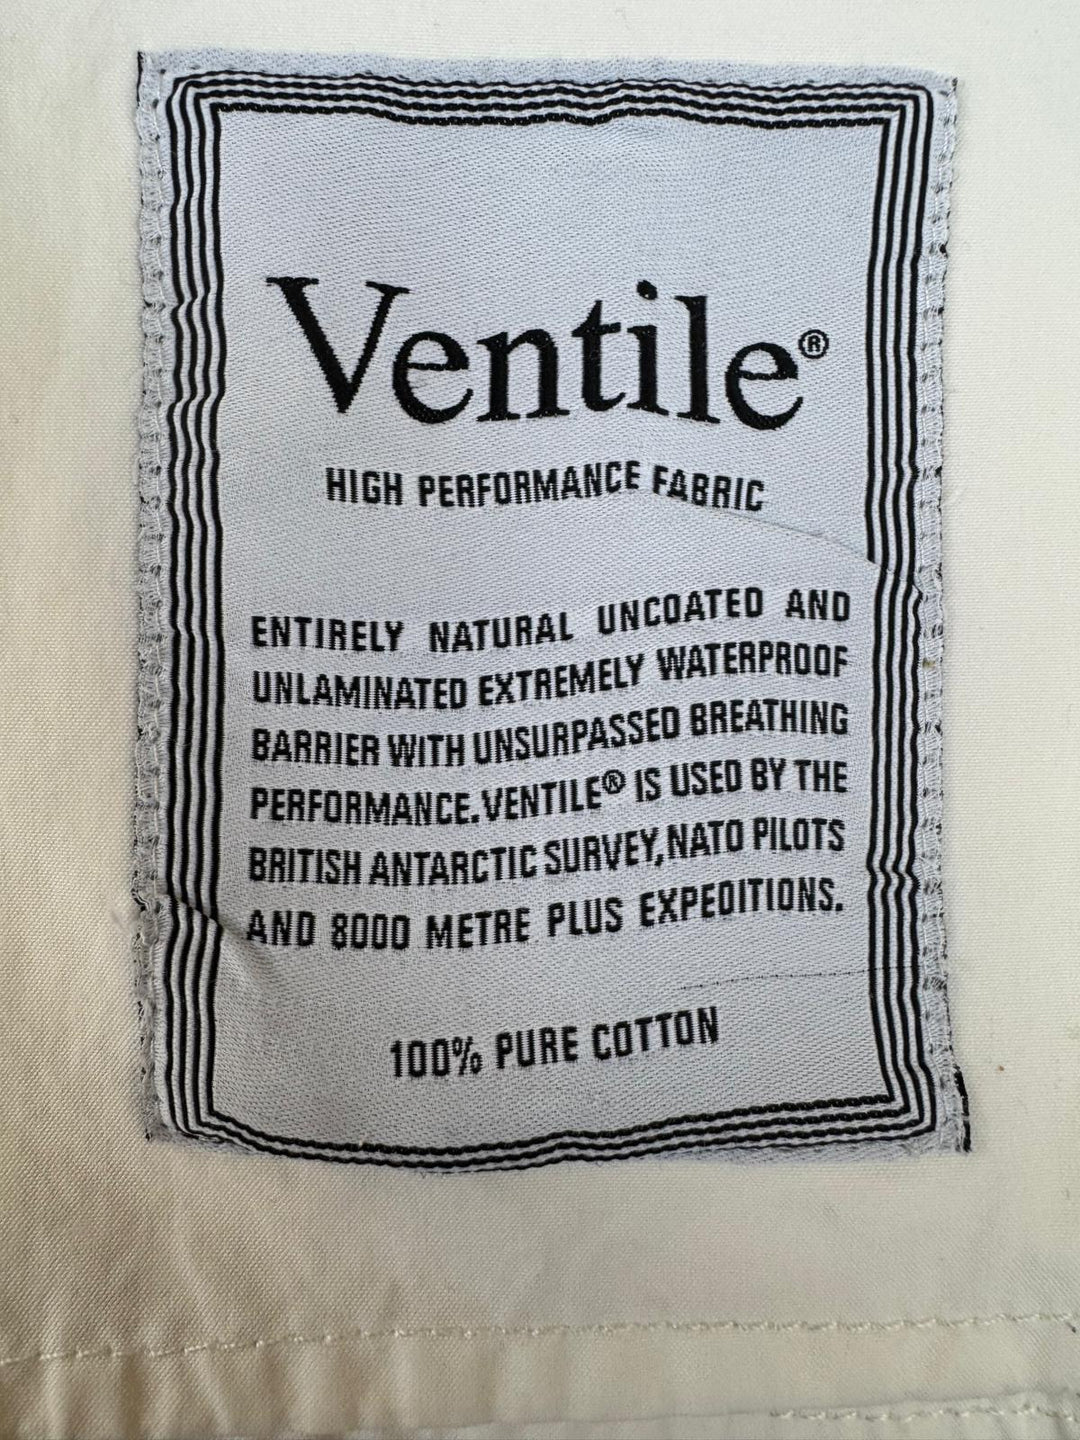 Ventile®
HIGH PERFORMANCE FABRIC
ENTIRELY NATURAL UNCOATED AND
UNLAMINATED EXTREMELY WATERPROOF
BARRIER WITH UNSURPASSED BREATHING
PERFORMANCE. VENTILE® IS USED BY THE
BRITISH ANTARCTIC SURVEY, NATO PILOTS
AND 8000 METRE PLUS EXPEDITIONS.
100% PURE COTTON